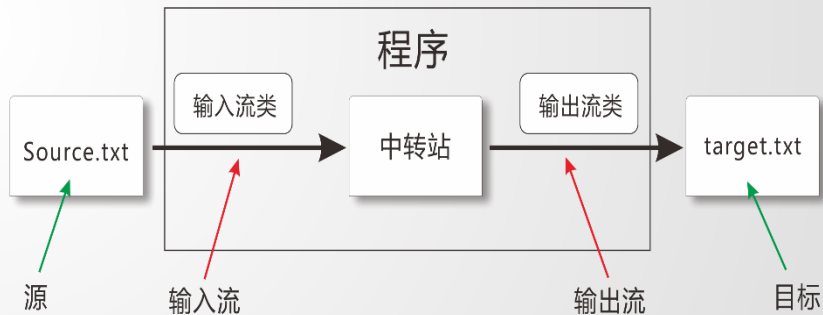 程序
输入流类
输出流类
Source.txt
中转站
target.txt
源
输入流
输出流
目标